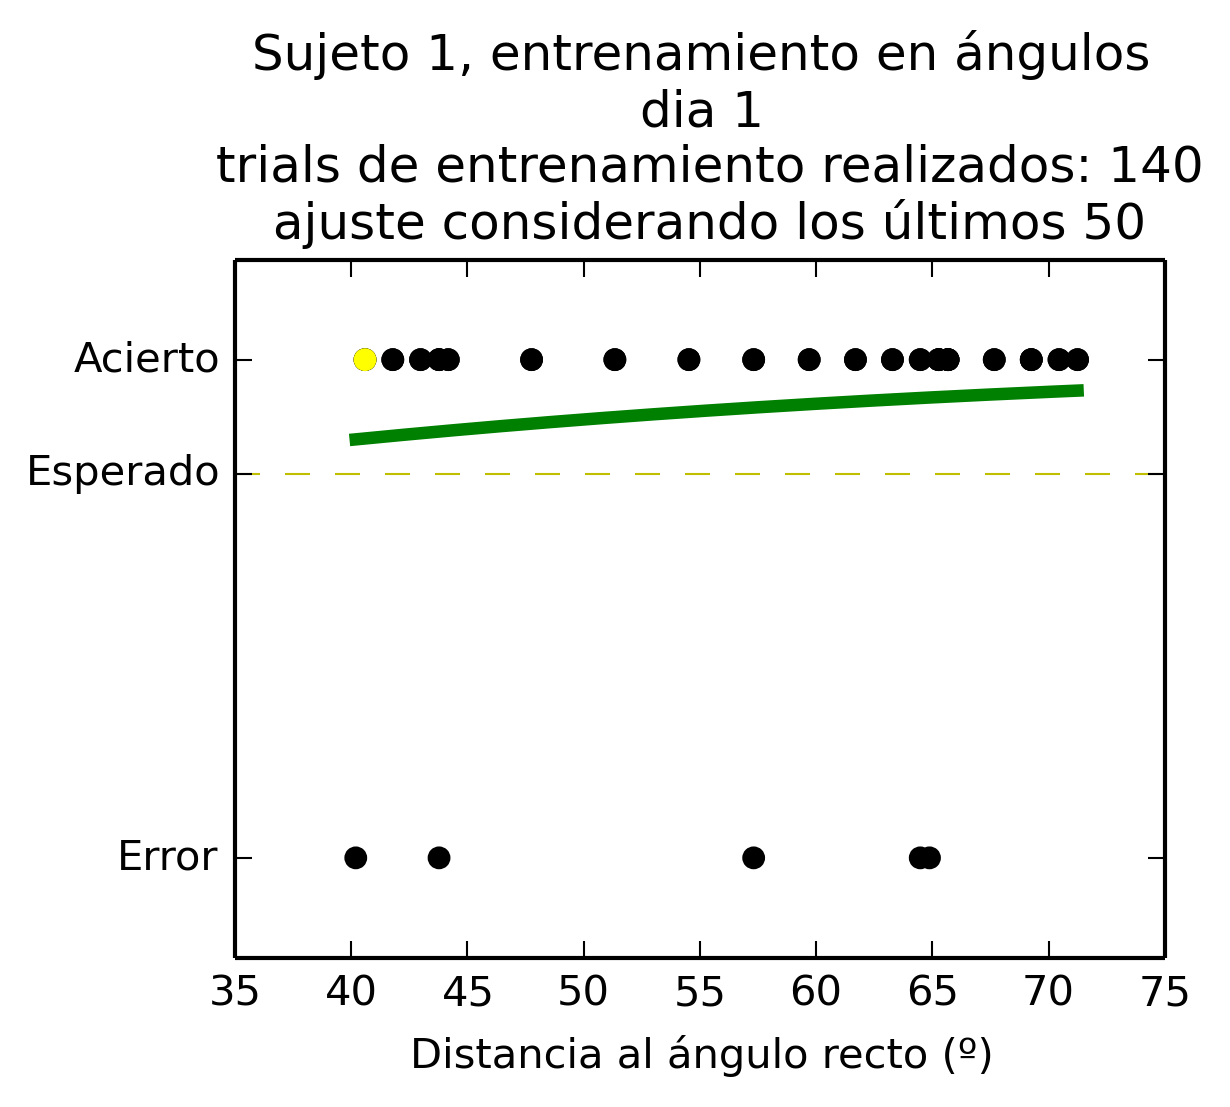 Sujeto 1, entrenamiento en ángulos
dia 1
trials de entrenamiento realizados: 140
ajuste considerando los últimos 50
Acierto
Esperado
Error
35 40 45 50 55 60 65 70 75
Distancia al ángulo recto (º)